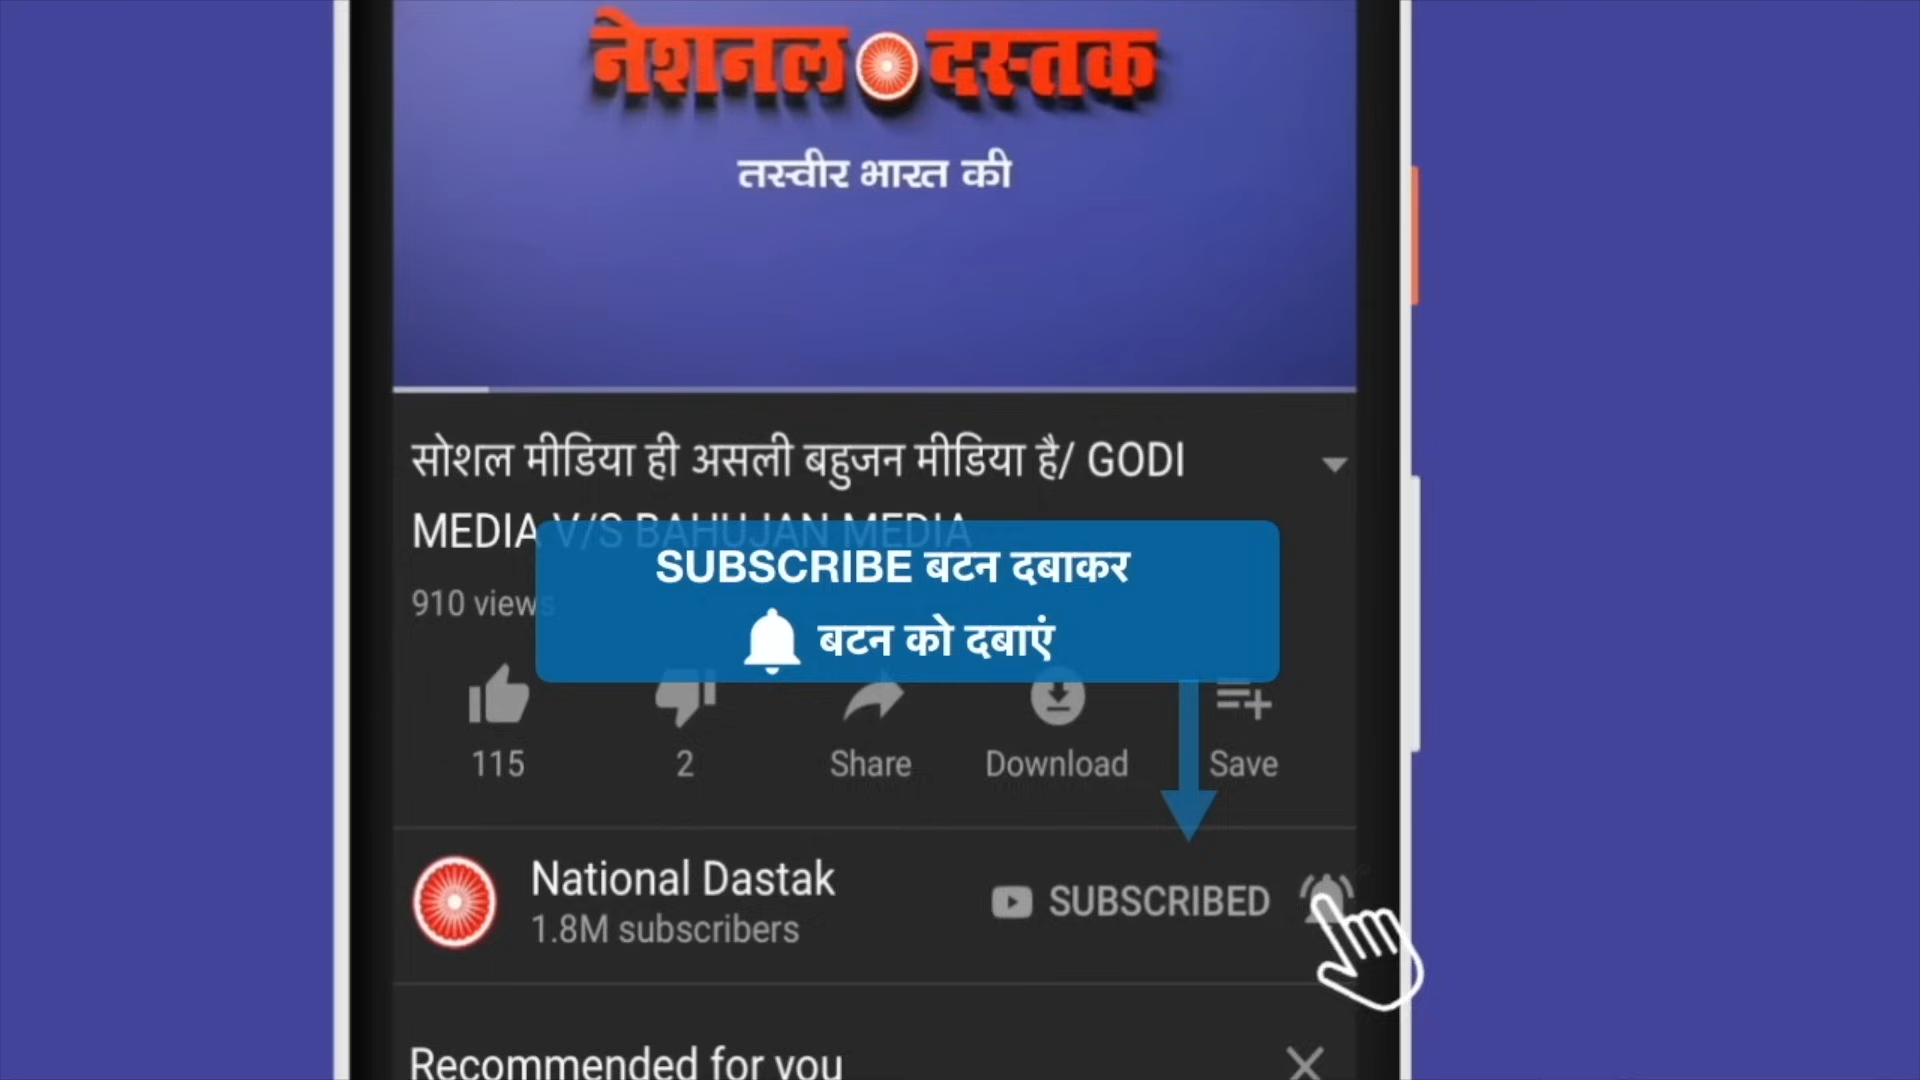 नेशनल दस्तक
तस्वीर भारत की
सोशल मीडिया ही असली बहुजन मीडिया है/ GODI
MEDIA V/S BAHUJAN MEDIA
SUBSCRIBE बटन दबाकर
बटन को दबाएं
910 views
115
2
Share
Download
Save
National Dastak
1.8M subscribers
SUBSCRIBED
Recommended for you